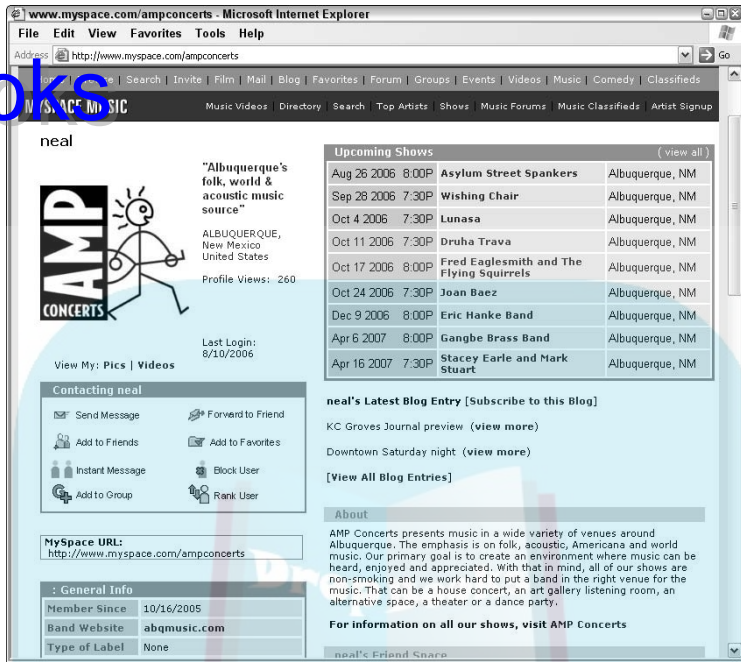 www.myspace.com/ampconcerts - Microsoft Internet Explorer
File Edit View Favorites Tools Help
Address http://www.myspace.com/ampconcerts Go
Search | Invite | Film | Mail | Blog | Favorites | Forum | Groups | Events | Videos | Music | Comedy | Classifieds
oks
MYSPACE MUSIC
Music Videos | Directory | Search | Top Artists | Shows | Music Forums | Music Classifieds | Artist Signup
neal
AMP
CONCERTS
"Albuquerque's
folk, world &
acoustic music
source"
ALBUQUERQUE,
New Mexico
United States
Profile Views: 260
Last Login:
8/10/2006
View My: Pics | Videos
Contacting neal
Send Message Forward to Friend
Add to Friends Add to Favorites
Instant Message Block User
Add to Group Rank User
MySpace URL:
http://www.myspace.com/ampconcerts
: General Info
Member Since 10/16/2005
Band Website abqmusic.com
Type of Label None
Upcoming Shows ( view all )
Aug 26 2006 8:00P Asylum Street Spankers Albuquerque, NM
Sep 28 2006 7:30P Wishing Chair Albuquerque, NM
Oct 4 2006 7:30P Lunasa Albuquerque, NM
Oct 11 2006 7:30P Druha Trava Albuquerque, NM
Oct 17 2006 8:00P Fred Eaglesmith and The Flying Squirrels Albuquerque, NM
Oct 24 2006 7:30P Joan Baez Albuquerque, NM
Dec 9 2006 8:00P Eric Hanke Band Albuquerque, NM
Apr 6 2007 8:00P Gangbe Brass Band Albuquerque, NM
Apr 16 2007 7:30P Stacey Earle and Mark Stuart Albuquerque, NM
neal's Latest Blog Entry [Subscribe to this Blog]
KC Groves Journal preview (view more)
Downtown Saturday night (view more)
[View All Blog Entries]
About
AMP Concerts presents music in a wide variety of venues around
Albuquerque. The emphasis is on folk, acoustic, Americana and world
music. Our primary goal is to create an environment where music can be
heard, enjoyed and appreciated. With that in mind, all of our shows are
non-smoking and we work hard to put a band in the right venue for the
music. That can be a house concert, an art gallery listening room, an
alternative space, a theater or a dance party.
For information on all our shows, visit AMP Concerts
neal's Friend Space